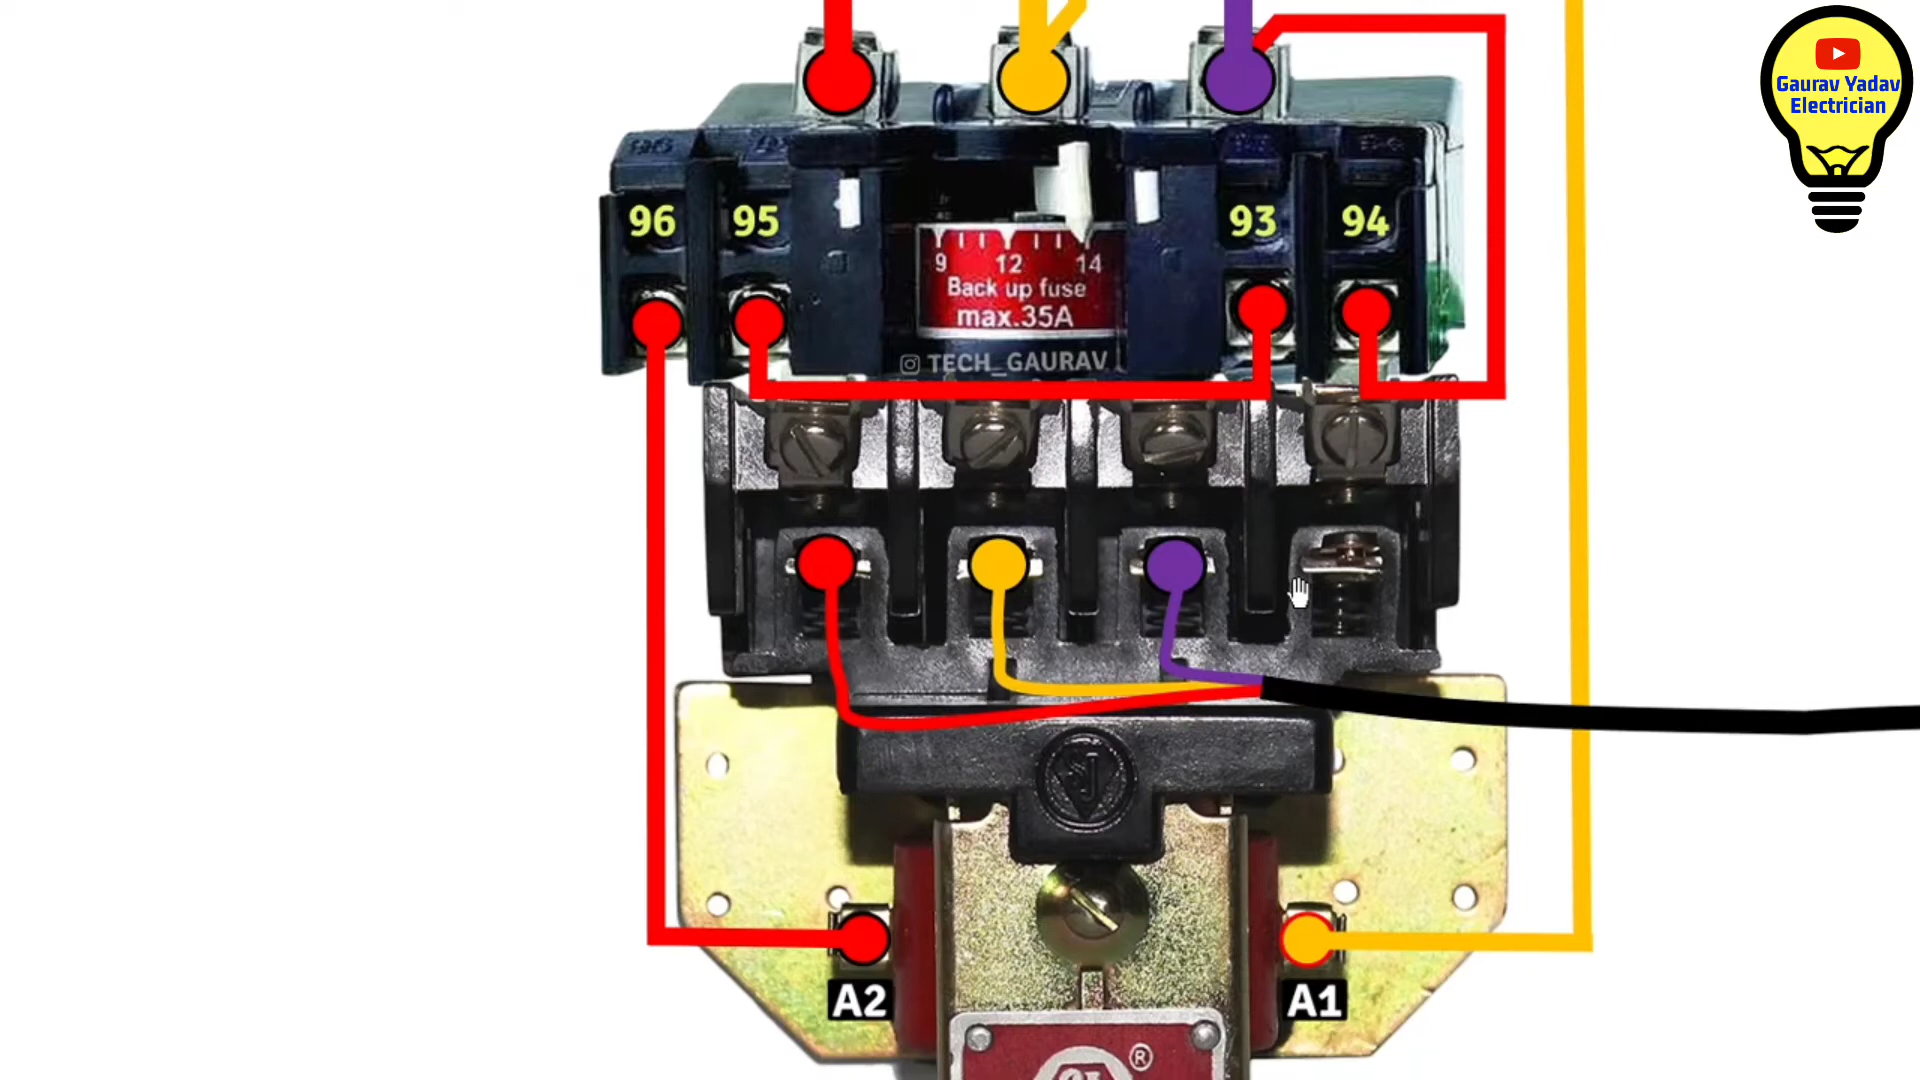 Gaurav Yadav
Electrician
96
95
93
94
9 12 14
Back up fuse
max.35A
TECH_GAURAV
A2
A1
®